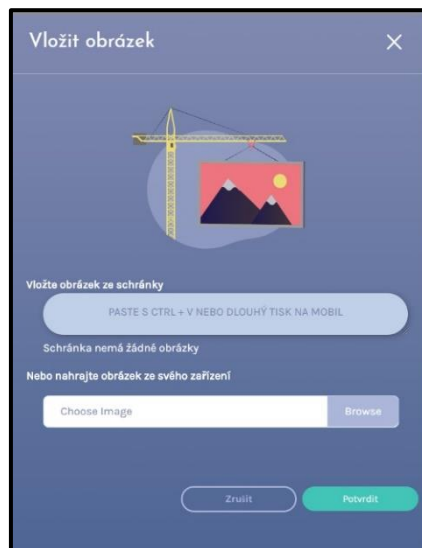 Vložit obrázek
Vložte obrázek ze schránky
PASTE S CTRL + V NEBO DLOUHÝ TISK NA MOBIL
Schránka nemá žádné obrázky
Nebo nahrajte obrázek ze svého zařízení
Choose Image
Browse
Zrušit
Potvrdit